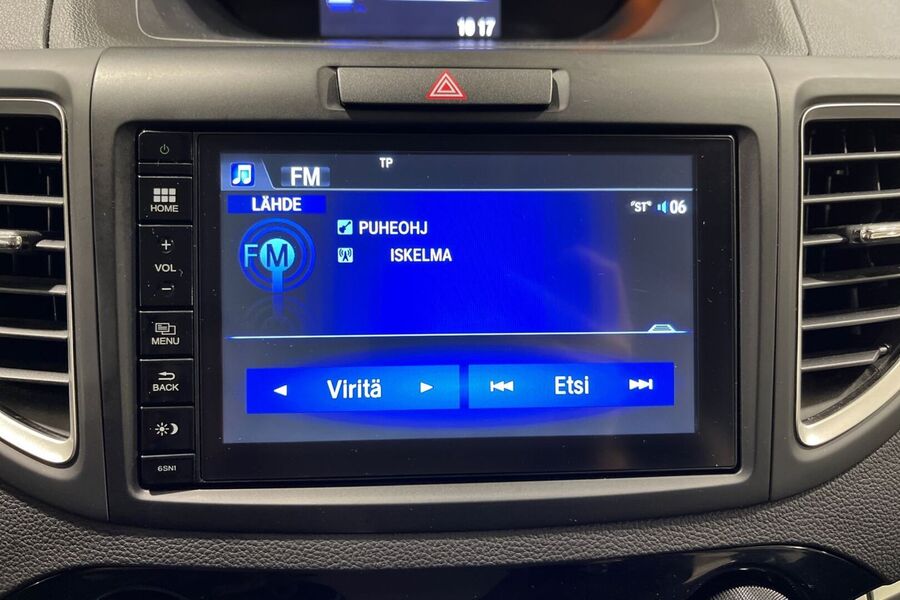 10 17
TP
FM
LÄHDE
"ST" 06
FM
PUHEOHJ
ISKELMA
Viritä
Etsi
HOME
+
VOL
−
MENU
BACK
6SN1